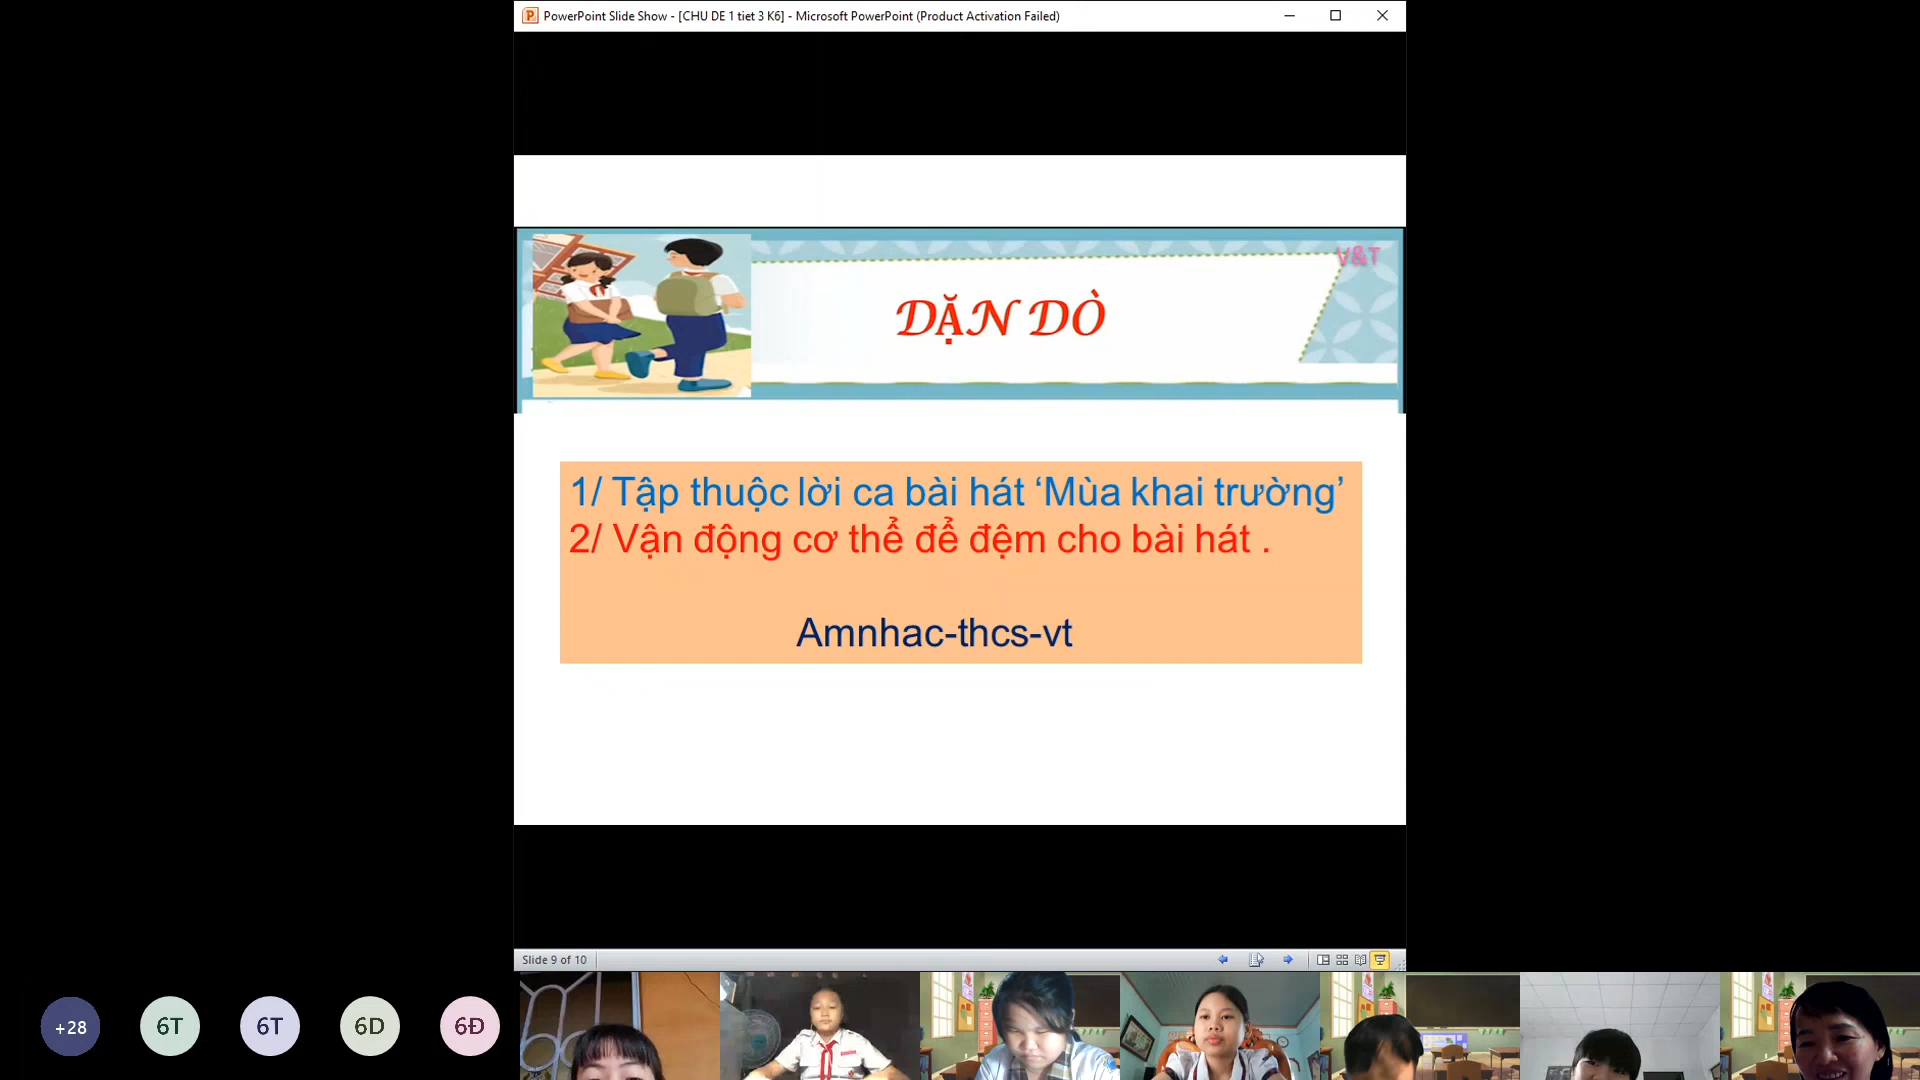 PowerPoint Slide Show - [CHU DE 1 tiet 3 K6] - Microsoft PowerPoint (Product Activation Failed)
V&T
DẶN DÒ
1/ Tập thuộc lời ca bài hát ‘Mùa khai trường’
2/ Vận động cơ thể để đệm cho bài hát .
Amnhac-thcs-vt
Slide 9 of 10
+28
6T
6T
6D
6Đ